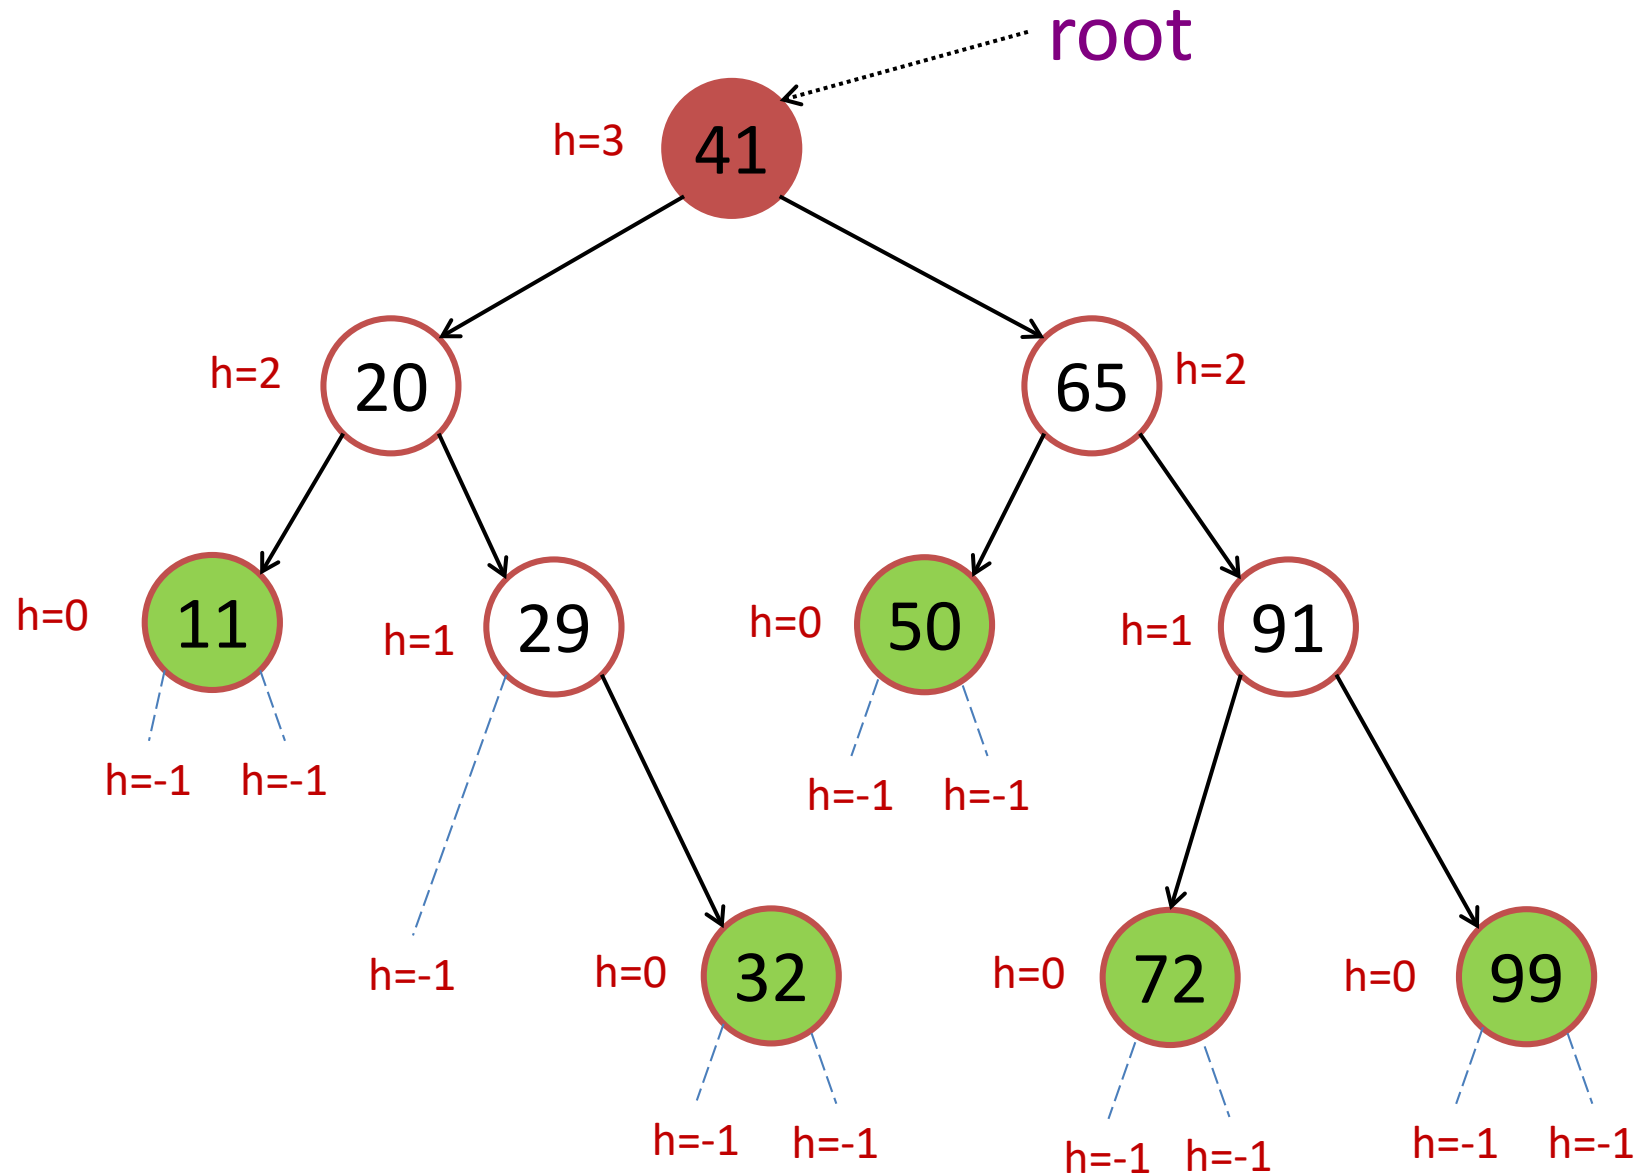 root
h=3 41
h=2 20 65 h=2
h=0 11 h=1 29 h=0 50 h=1 91
h=-1 h=-1 h=-1 h=-1
h=-1 h=0 32 h=0 72 h=0 99
h=-1 h=-1 h=-1 h=-1 h=-1 h=-1